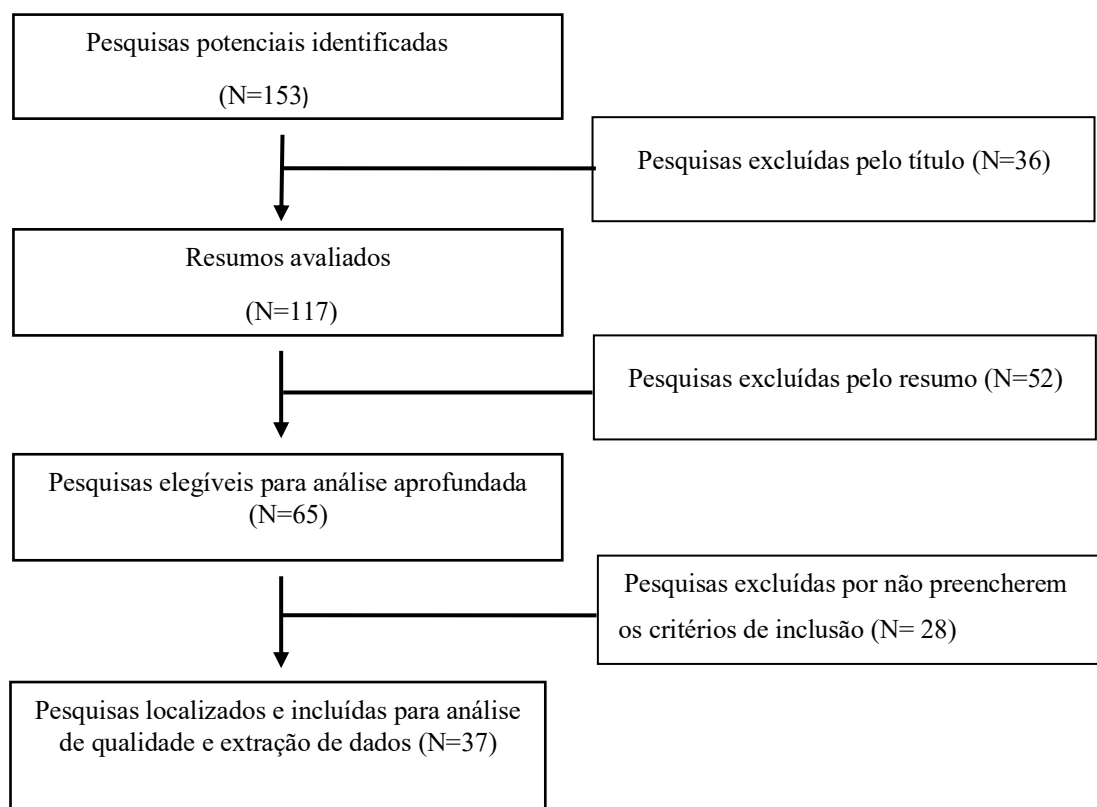 Pesquisas potenciais identificadas
(N=153)
Pesquisas excluídas pelo título (N=36)
Resumos avaliados
(N=117)
Pesquisas excluídas pelo resumo (N=52)
Pesquisas elegíveis para análise aprofundada
(N=65)
Pesquisas excluídas por não preencherem
os critérios de inclusão (N= 28)
Pesquisas localizados e incluídas para análise
de qualidade e extração de dados (N=37)